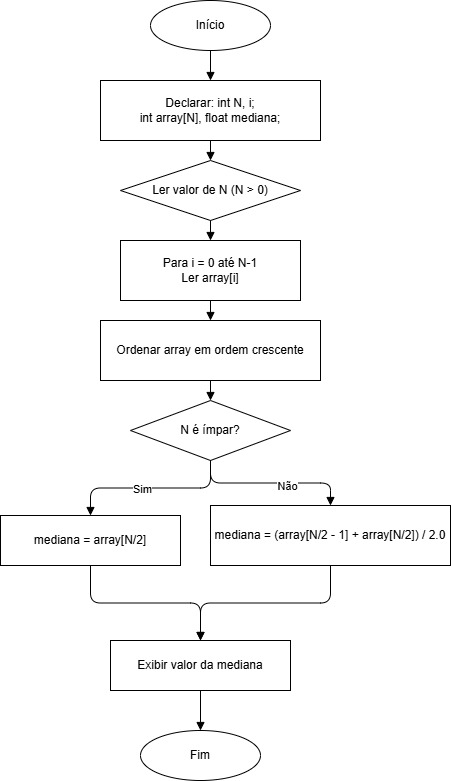 Início
Declarar: int N, i;
int array[N], float mediana;
Ler valor de N (N > 0)
Para i = 0 até N-1
Ler array[i]
Ordenar array em ordem crescente
N é ímpar?
Sim
Não
mediana = array[N/2]
mediana = (array[N/2 - 1] + array[N/2]) / 2.0
Exibir valor da mediana
Fim